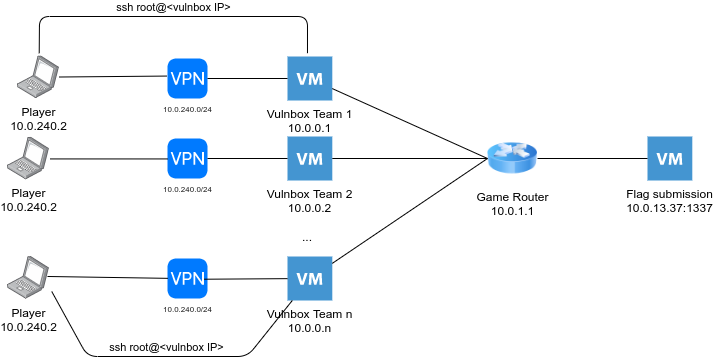 ssh root@<vulnbox IP>
VPN
VM
10.0.240.0/24
Player
10.0.240.2
Vulnbox Team 1
10.0.0.1
VPN
VM
VM
10.0.240.0/24
Player
10.0.240.2
Vulnbox Team 2
10.0.0.2
Game Router
10.0.1.1
Flag submission
10.0.13.37:1337
...
VPN
VM
10.0.240.0/24
Player
10.0.240.2
Vulnbox Team n
10.0.0.n
ssh root@<vulnbox IP>